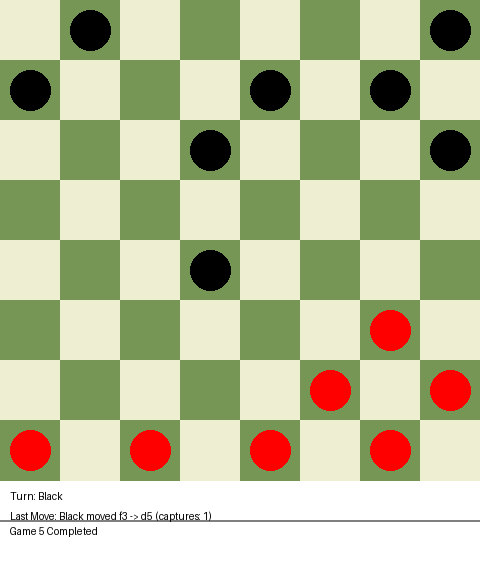 Turn: Black
Last Move: Black moved f3 -> d5 (captures: 1)
Game 5 Completed